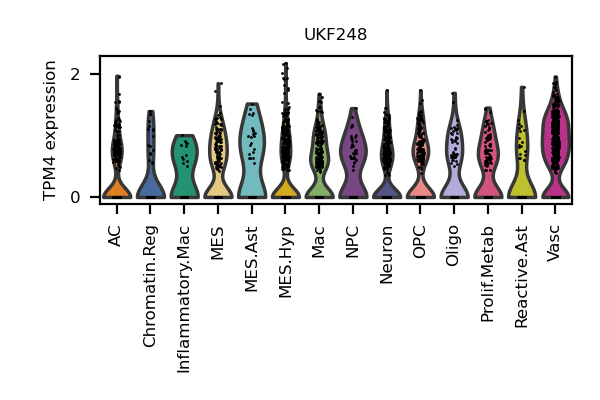 UKF248
TPM4 expression
2
0
AC
Chromatin.Reg
Inflammatory.Mac
MES
MES.Ast
MES.Hyp
Mac
NPC
Neuron
OPC
Oligo
Prolif.Metab
Reactive.Ast
Vasc